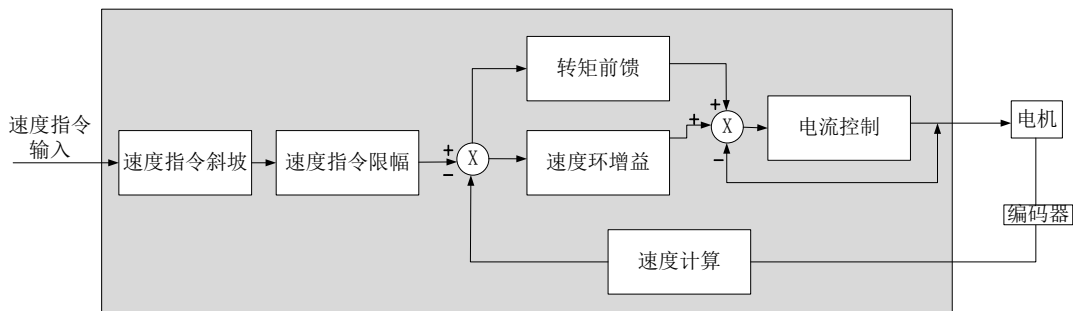 转矩前馈
+
速度指令
输入
速度指令斜坡
速度指令限幅
+
−
X
速度环增益
+
X
−
电流控制
电机
编码器
速度计算